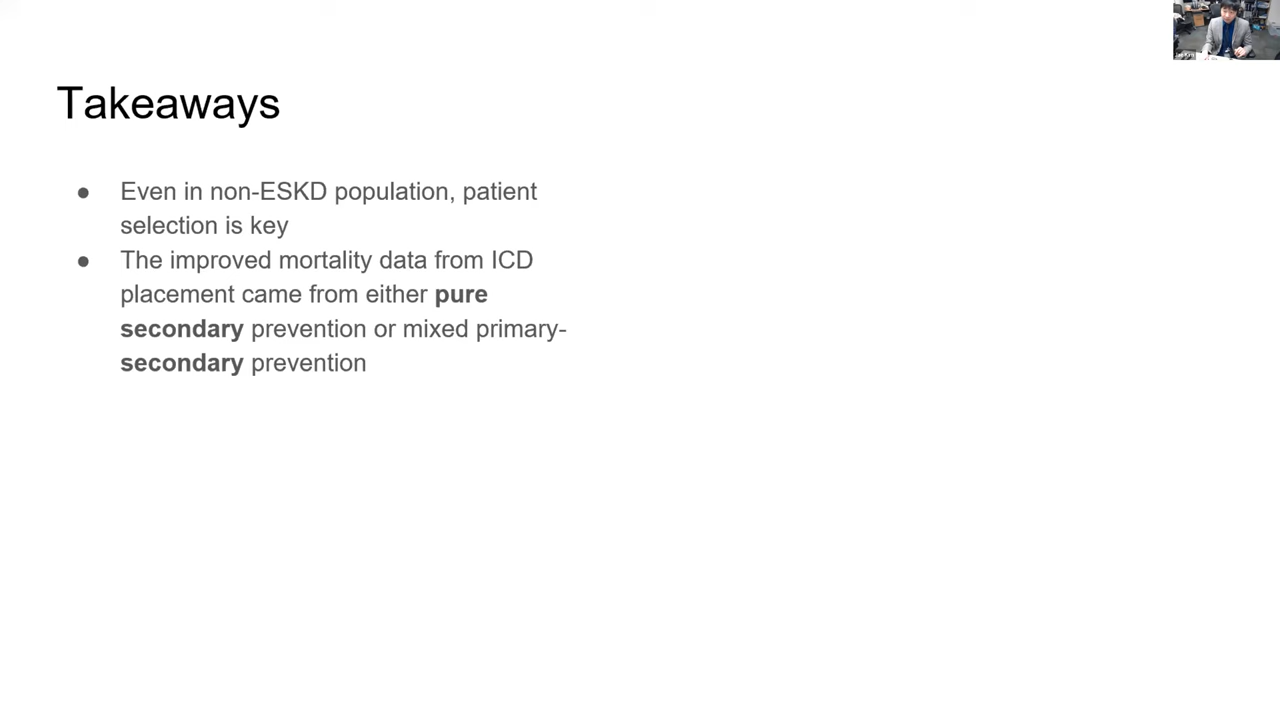 Takeaways
● Even in non-ESKD population, patient
selection is key
● The improved mortality data from ICD
placement came from either pure
secondary prevention or mixed primary-
secondary prevention